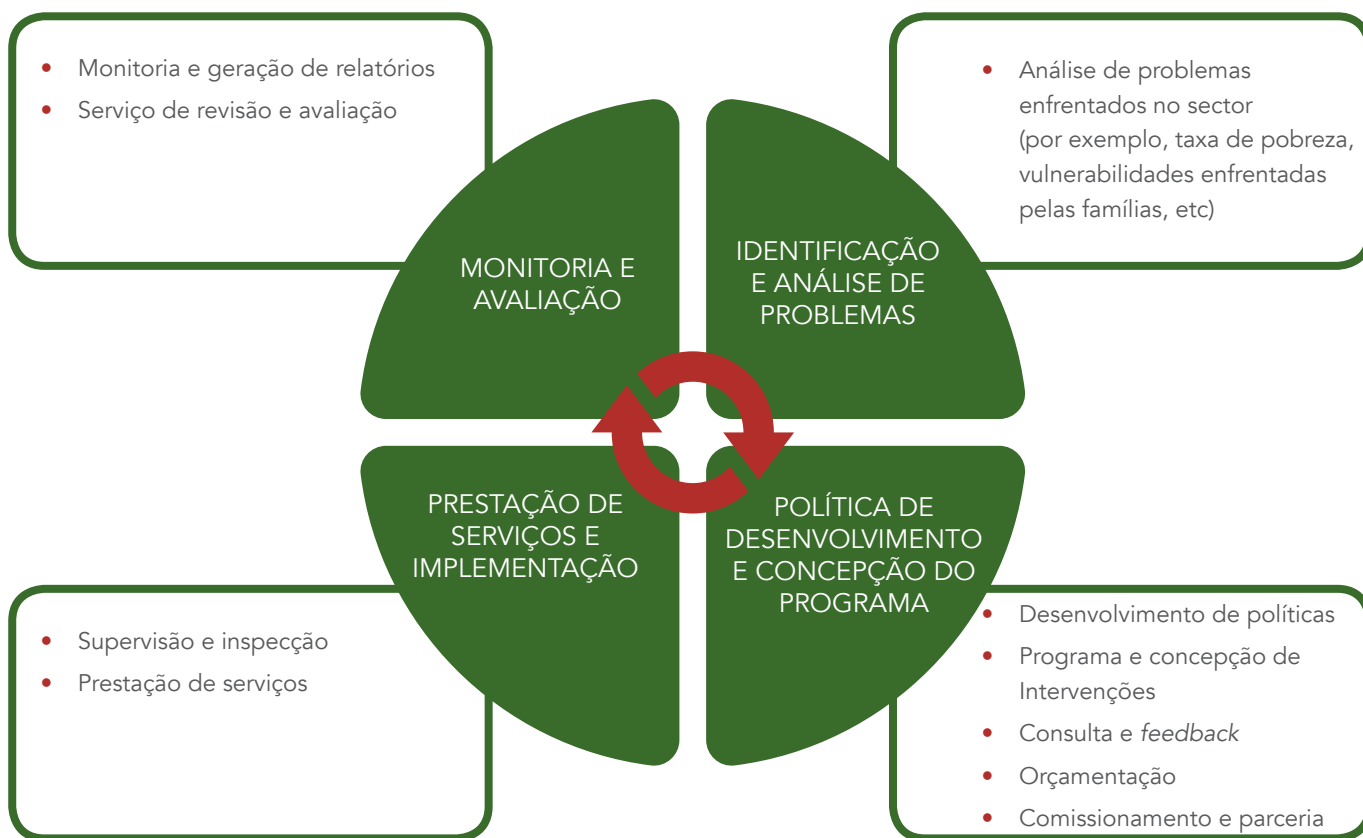 • Monitoria e geração de relatórios
• Serviço de revisão e avaliação
• Análise de problemas
enfrentados no sector
(por exemplo, taxa de pobreza,
vulnerabilidades enfrentadas
pelas famílias, etc)
MONITORIA E
AVALIAÇÃO
IDENTIFICAÇÃO
E ANÁLISE DE
PROBLEMAS
PRESTAÇÃO DE
SERVIÇOS E
IMPLEMENTAÇÃO
POLÍTICA DE
DESENVOLVIMENTO
E CONCEPÇÃO DO
PROGRAMA
• Supervisão e inspecção
• Prestação de serviços
• Desenvolvimento de políticas
• Programa e concepção de
Intervenções
• Consulta e feedback
• Orçamentação
• Comissionamento e parceria